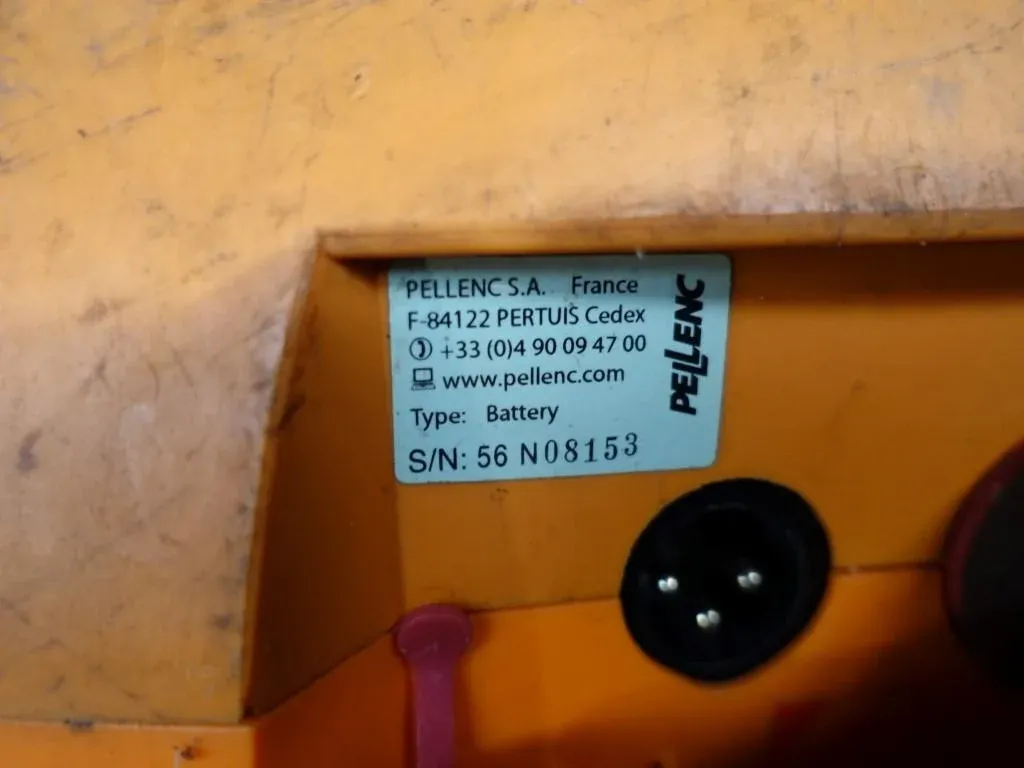 PELLENC S.A. France
F-84122 PERTUIS Cedex
+33 (0)4 90 09 47 00
www.pellenc.com
Type: Battery
S/N: 56 N08153
PELLENC